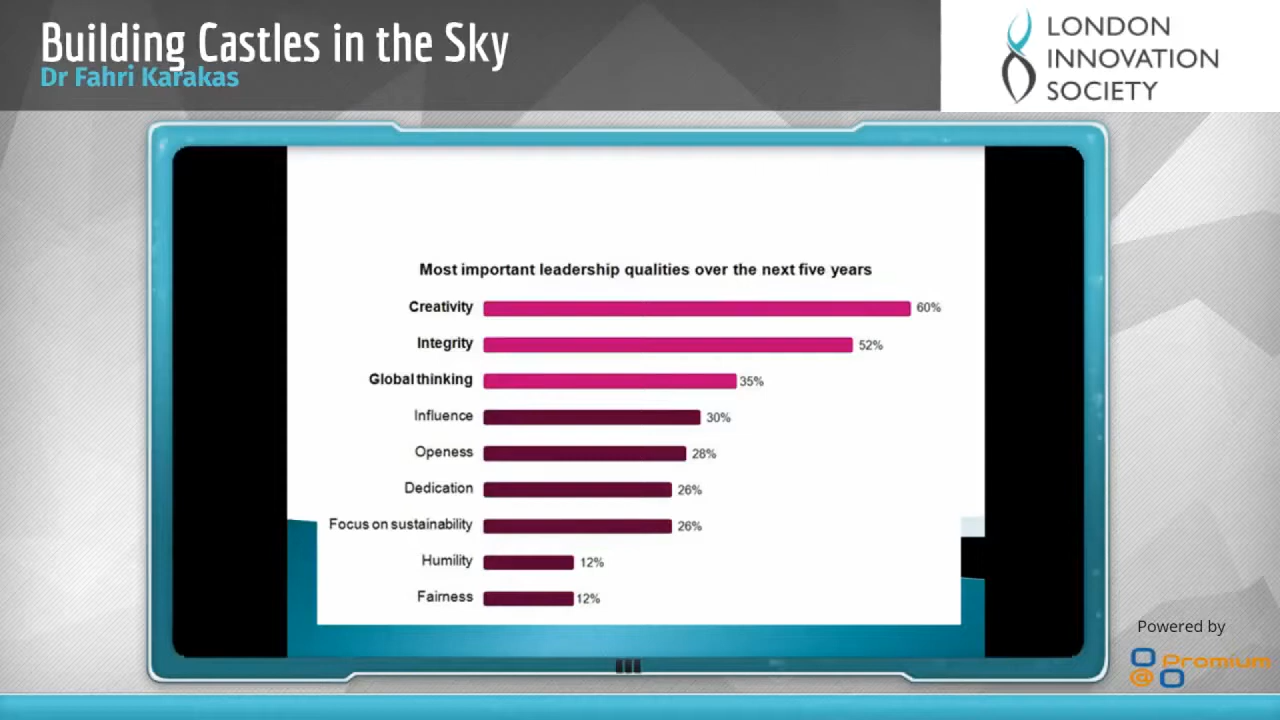 Building Castles in the Sky
Dr Fahri Karakas
LONDON
INNOVATION
SOCIETY
Most important leadership qualities over the next five years
Creativity 60%
Integrity 52%
Global thinking 35%
Influence 30%
Openess 28%
Dedication 26%
Focus on sustainability 26%
Humility 12%
Fairness 12%
Powered by
Promium